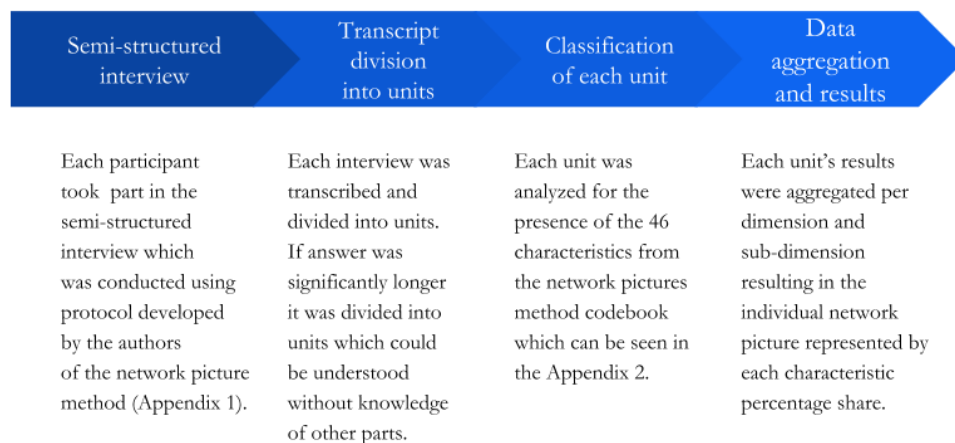 Semi-structured
interview
Transcript
division
into units
Classification
of each unit
Data
aggregation
and results
Each participant
took  part in the
semi-structured
interview which
was conducted using
protocol developed
by the authors
of the network picture
method (Appendix 1).
Each interview was
transcribed and
divided into units.
If answer was
significantly longer
it was divided into
units which could
be understood
without knowledge
of other parts.
Each unit was
analyzed for the
presence of the 46
characteristics from
the network pictures
method codebook
which can be seen in
the Appendix 2.
Each unit’s results
were aggregated per
dimension and
sub-dimension
resulting in the
individual network
picture represented by
each characteristic
percentage share.